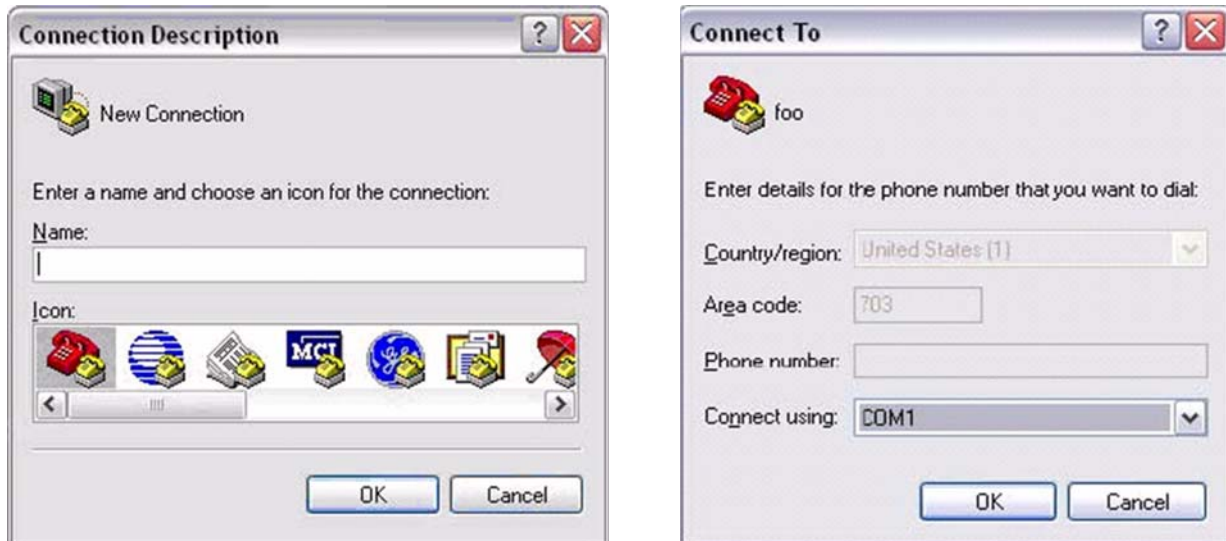 Connection Description
New Connection
Enter a name and choose an icon for the connection:
Name:
Icon:
MCI
OK Cancel
Connect To
foo
Enter details for the phone number that you want to dial:
Country/region: United States (1)
Area code: 703
Phone number:
Connect using: COM1
OK Cancel